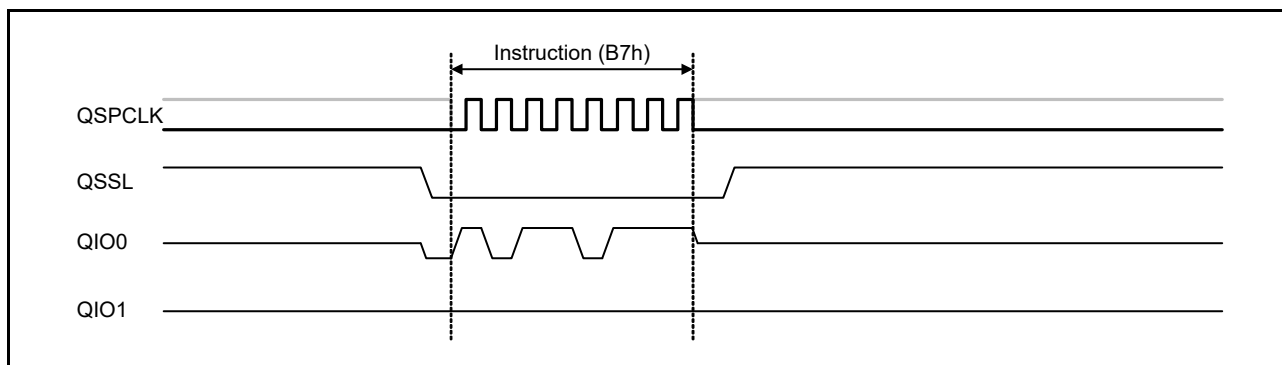 Instruction (B7h)
QSPCLK
QSSL
QIO0
QIO1